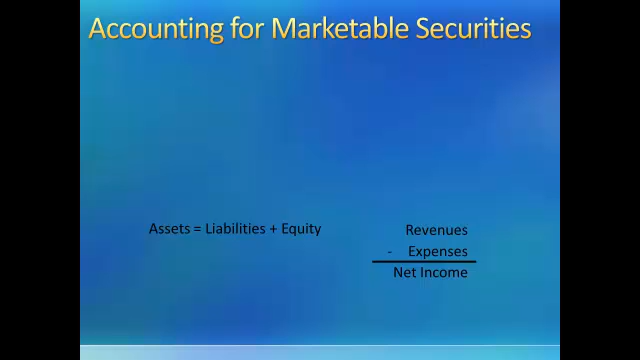 Accounting for Marketable Securities
Assets = Liabilities + Equity
Revenues
- Expenses
Net Income